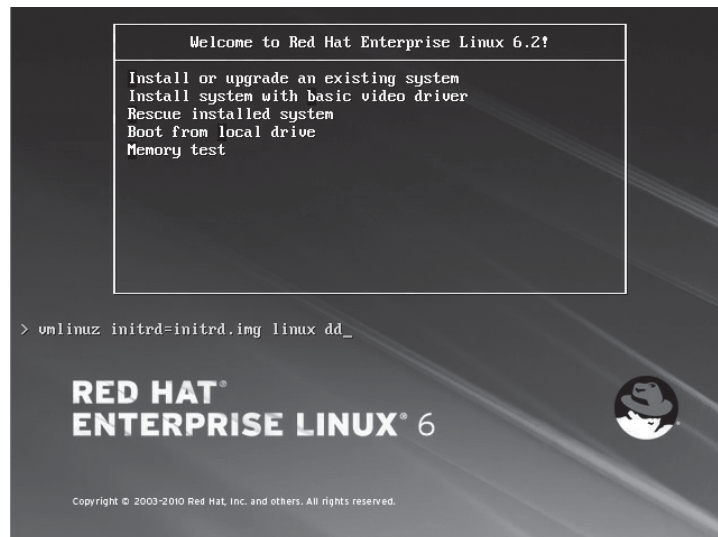 Welcome to Red Hat Enterprise Linux 6.2!
Install or upgrade an existing system
Install system with basic video driver
Rescue installed system
Boot from local drive
Memory test
> vmlinuz initrd=initrd.img linux dd_
RED HAT®
ENTERPRISE LINUX® 6
Copyright © 2003-2010 Red Hat, Inc. and others. All rights reserved.